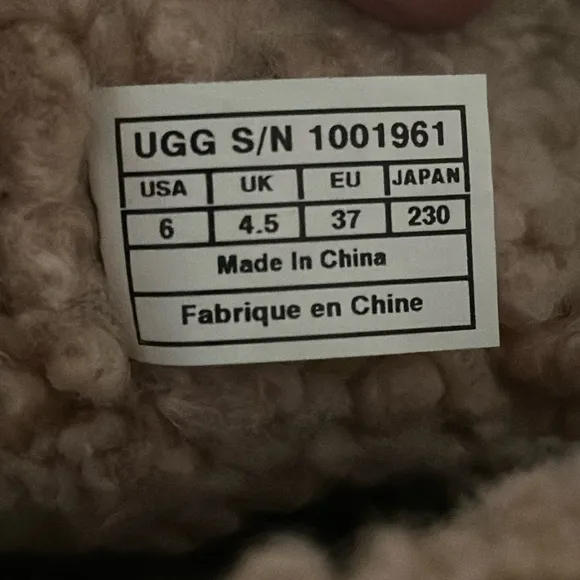 UGG S/N 1001961
USA UK EU JAPAN
6 4.5 37 230
Made In China
Fabrique en Chine